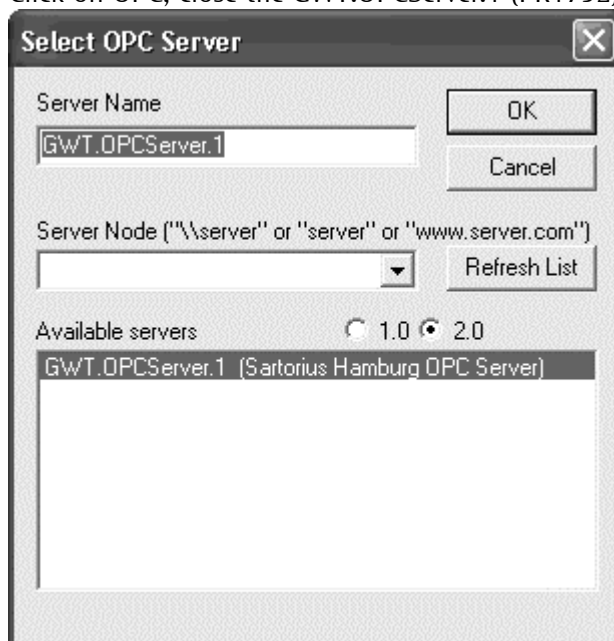 Select OPC Server
Server Name
OK
GWT.OPCServer.1
Cancel
Server Node ("\\server" or "server" or "www.server.com")
Refresh List
Available servers 1.0 2.0
GWT.OPCServer.1 (Sartorius Hamburg OPC Server)